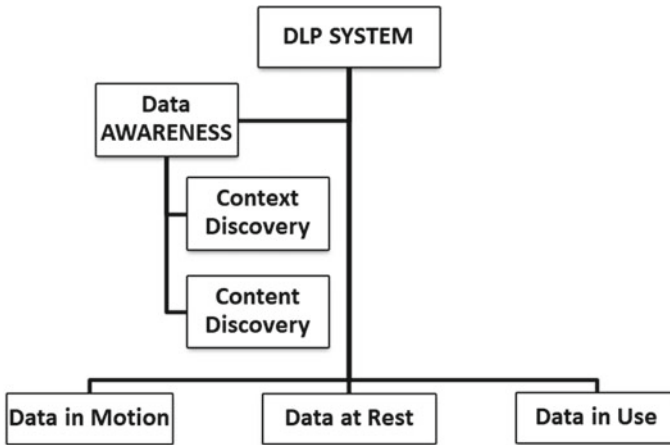 DLP SYSTEM
Data
AWARENESS
Context
Discovery
Content
Discovery
Data in Motion
Data at Rest
Data in Use